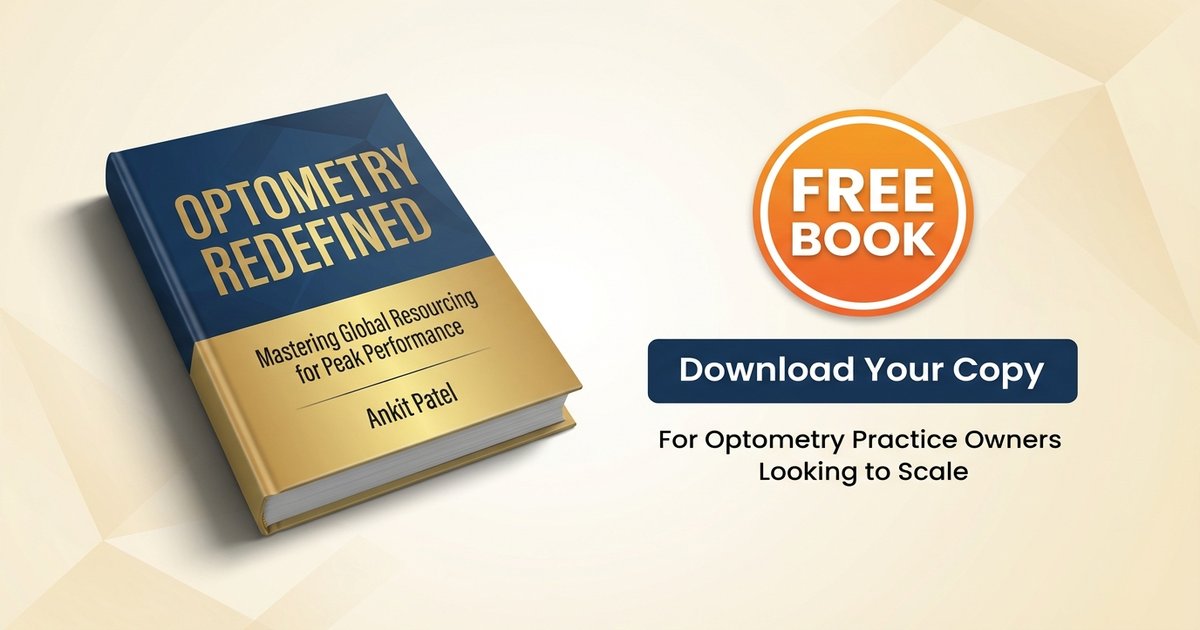 OPTOMETRY
REDEFINED
Mastering Global Resourcing
for Peak Performance
Ankit Patel
FREE
BOOK
Download Your Copy
For Optometry Practice Owners
Looking to Scale